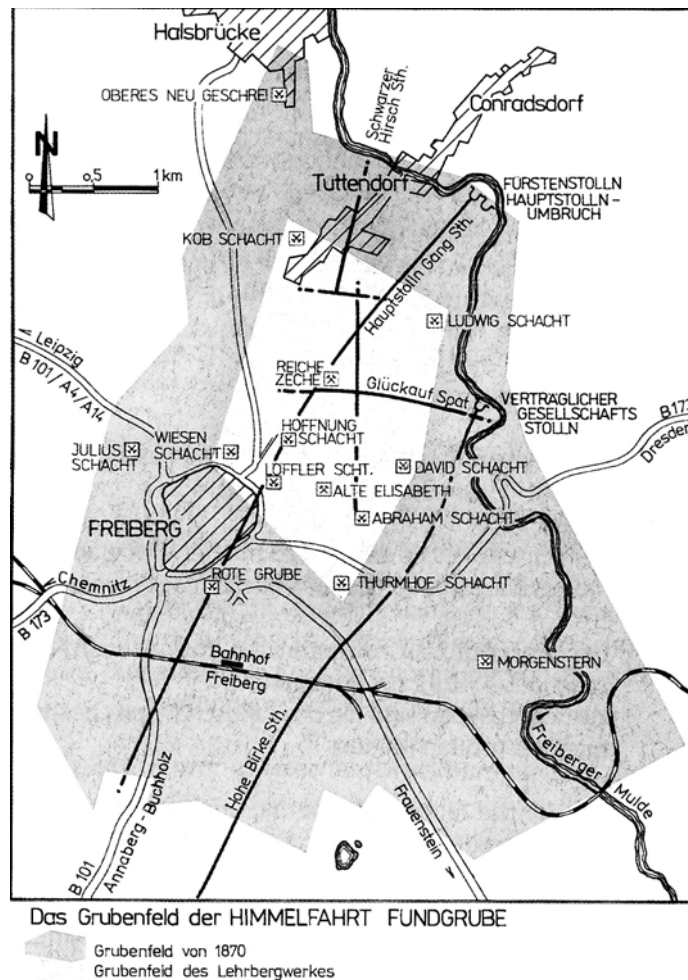 Halsbrücke
OBERES NEU GESCHREI
Schwarzer
Hirsch Sth.
Conradsdorf
N
0 0,5 1 km
Tuttendorf
FÜRSTENSTOLLN
HAUPTSTOLLN-
UMBRUCH
KOB SCHACHT
Hauptstolln Gang Sth.
LUDWIG SCHACHT
Leipzig
B 101 / A4 / A14
REICHE
ZECHE
Glückauf Spat
VERTRÄGLICHER
GESELLSCHAFTS
STOLLN
B 173
Dresden
HOFFNUNG
SCHACHT
JULIUS
SCHACHT
WIESEN
SCHACHT
LÖFFLER SCHT.
DAVID SCHACHT
ALTE ELISABETH
ABRAHAM SCHACHT
FREIBERG
Chemnitz
B 173
ROTE GRUBE
THURMHOF SCHACHT
Bahnhof
Freiberg
MORGENSTERN
Freiberger
Mulde
Hohe Birke Sth.
Frauenstein
Annaberg-Buchholz
B 101
Das Grubenfeld der HIMMELFAHRT FUNDGRUBE
Grubenfeld von 1870
Grubenfeld des Lehrbergwerkes